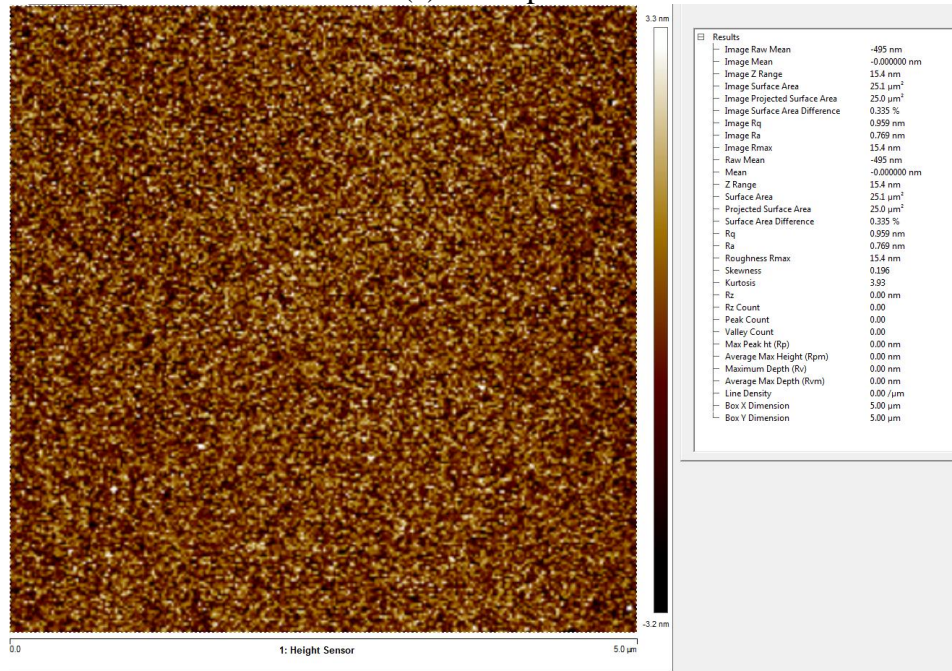 3.3 nm
-3.2 nm
0.0
1: Height Sensor
5.0 µm
Results
Image Raw Mean -495 nm
Image Mean -0.000000 nm
Image Z Range 15.4 nm
Image Surface Area 25.1 µm²
Image Projected Surface Area 25.0 µm²
Image Surface Area Difference 0.335 %
Image Rq 0.959 nm
Image Ra 0.769 nm
Image Rmax 15.4 nm
Raw Mean -495 nm
Mean -0.000000 nm
Z Range 15.4 nm
Surface Area 25.1 µm²
Projected Surface Area 25.0 µm²
Surface Area Difference 0.335 %
Rq 0.959 nm
Ra 0.769 nm
Roughness Rmax 15.4 nm
Skewness 0.196
Kurtosis 3.93
Rz 0.00 nm
Rz Count 0.00
Peak Count 0.00
Valley Count 0.00
Max Peak ht (Rp) 0.00 nm
Average Max Height (Rpm) 0.00 nm
Maximum Depth (Rv) 0.00 nm
Average Max Depth (Rvm) 0.00 nm
Line Density 0.00 /µm
Box X Dimension 5.00 µm
Box Y Dimension 5.00 µm